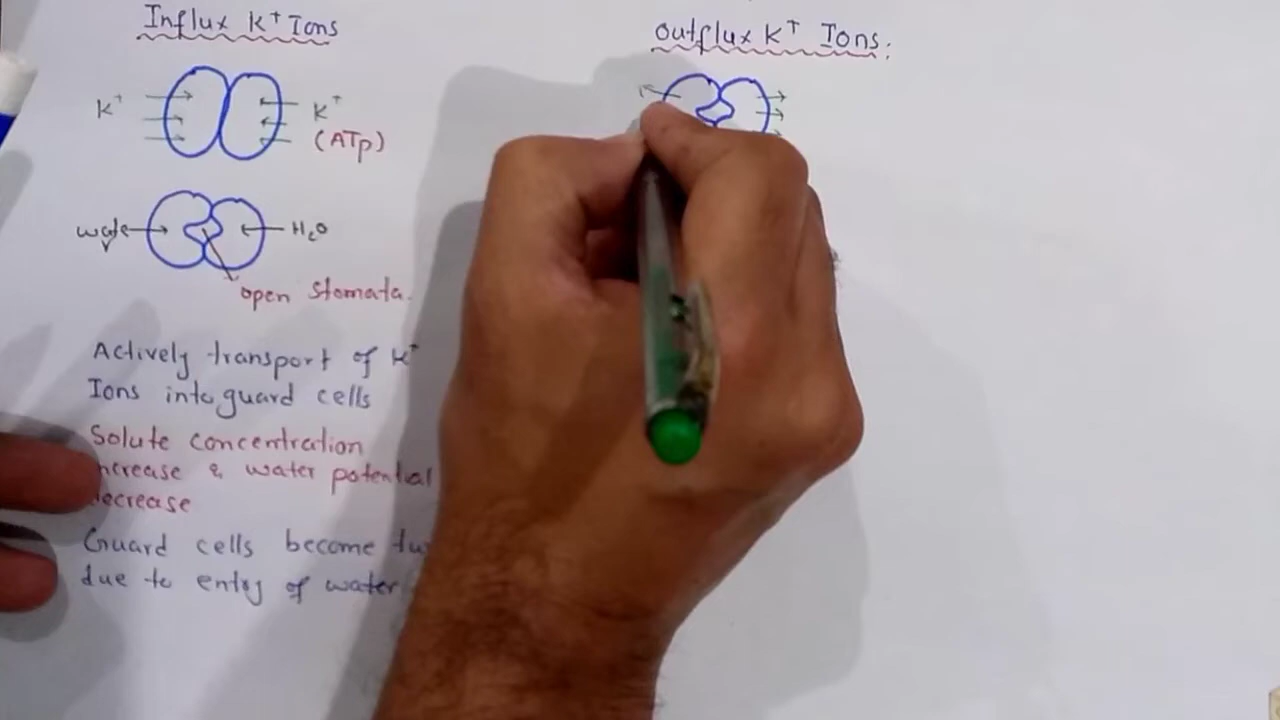 Influx K⁺ Ions
K⁺
K⁺
(ATp)
water
H₂O
open stomata.
Actively transport of K⁺
Ions into guard cells
Solute concentration
increase & water potential
decrease
Guard cells become
due to entry of water
outflux K⁺ Ions: